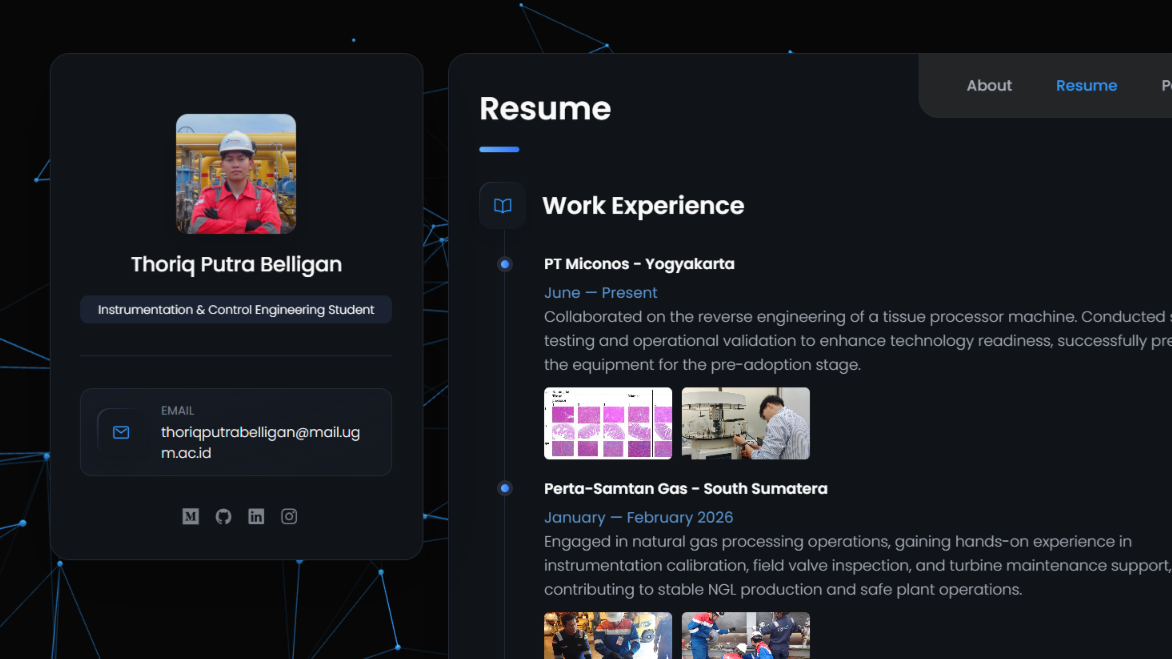 About
Resume
Resume
Thoriq Putra Belligan
Instrumentation & Control Engineering Student
EMAIL
thoriqputrabelligan@mail.ug
m.ac.id
Work Experience
PT Miconos - Yogyakarta
June — Present
Collaborated on the reverse engineering of a tissue processor machine. Conducted
testing and operational validation to enhance technology readiness, successfully
the equipment for the pre-adoption stage.
Perta-Samtan Gas - South Sumatera
January — February 2026
Engaged in natural gas processing operations, gaining hands-on experience in
instrumentation calibration, field valve inspection, and turbine maintenance support,
contributing to stable NGL production and safe plant operations.